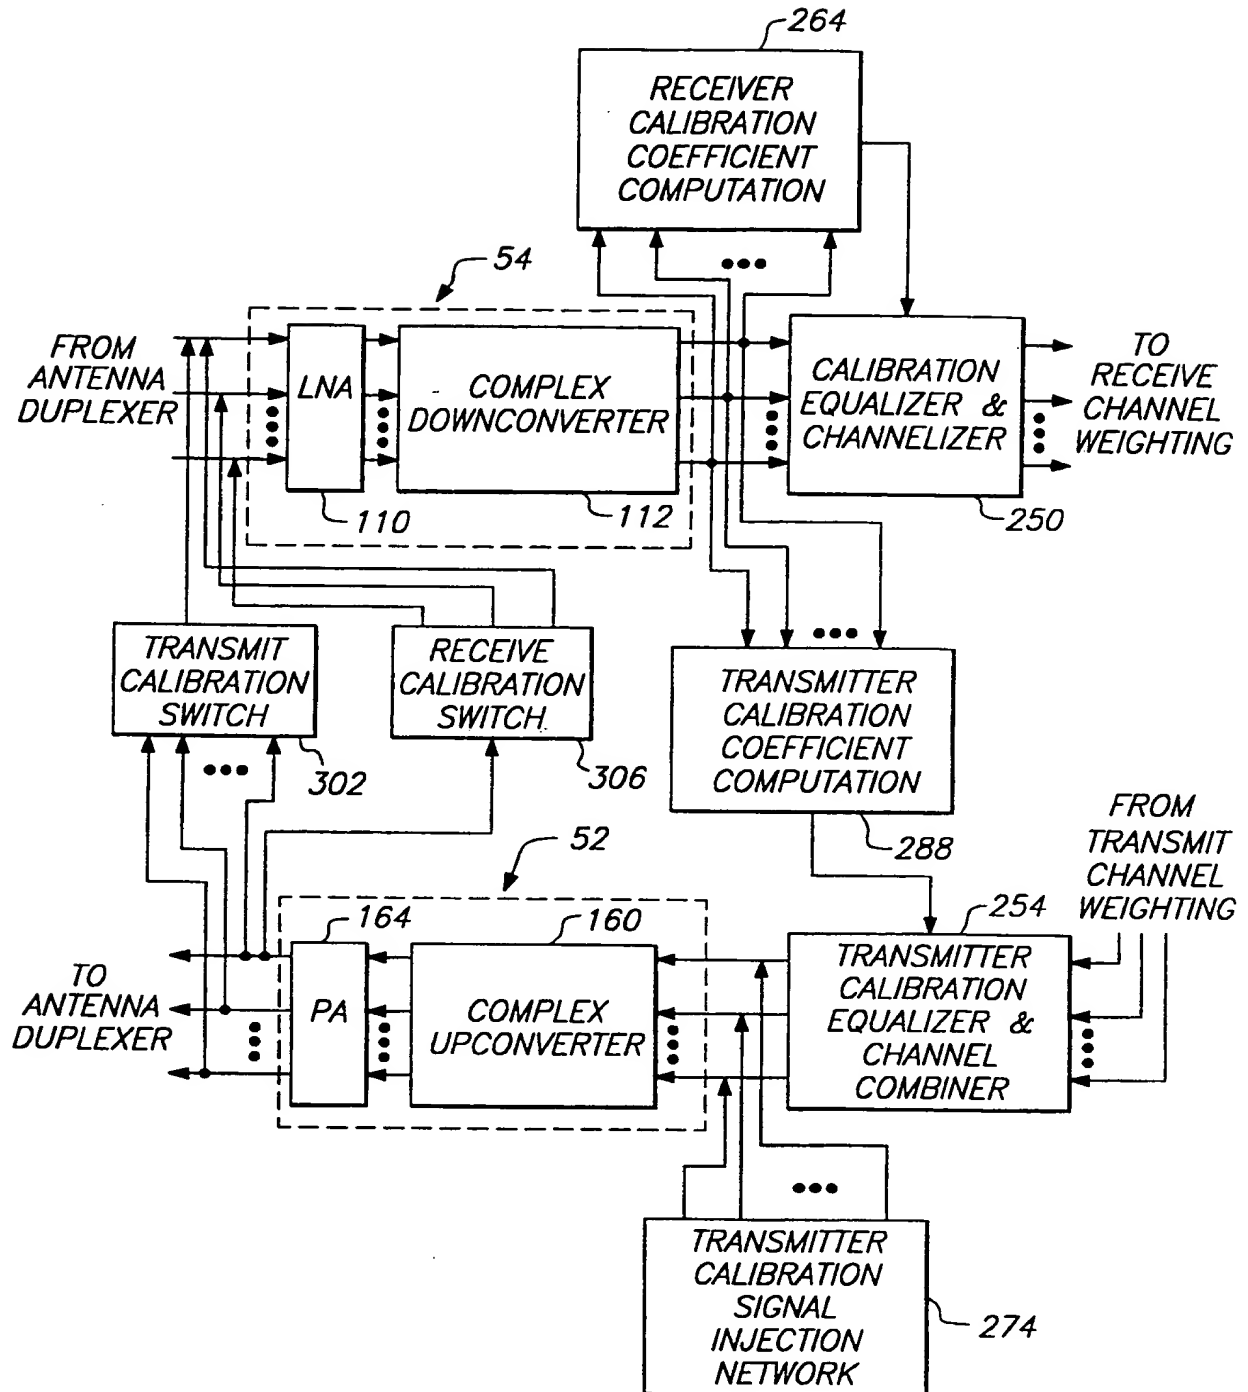 264
RECEIVER
CALIBRATION
COEFFICIENT
COMPUTATION
54
FROM
ANTENNA
DUPLEXER
LNA
COMPLEX
DOWNCONVERTER
CALIBRATION
EQUALIZER &
CHANNELIZER
TO
RECEIVE
CHANNEL
WEIGHTING
110
112
250
TRANSMIT
CALIBRATION
SWITCH
302
RECEIVE
CALIBRATION
SWITCH
306
TRANSMITTER
CALIBRATION
COEFFICIENT
COMPUTATION
288
FROM
TRANSMIT
CHANNEL
WEIGHTING
52
164
160
254
TO
ANTENNA
DUPLEXER
PA
COMPLEX
UPCONVERTER
TRANSMITTER
CALIBRATION
EQUALIZER &
CHANNEL
COMBINER
TRANSMITTER
CALIBRATION
SIGNAL
INJECTION
NETWORK
274